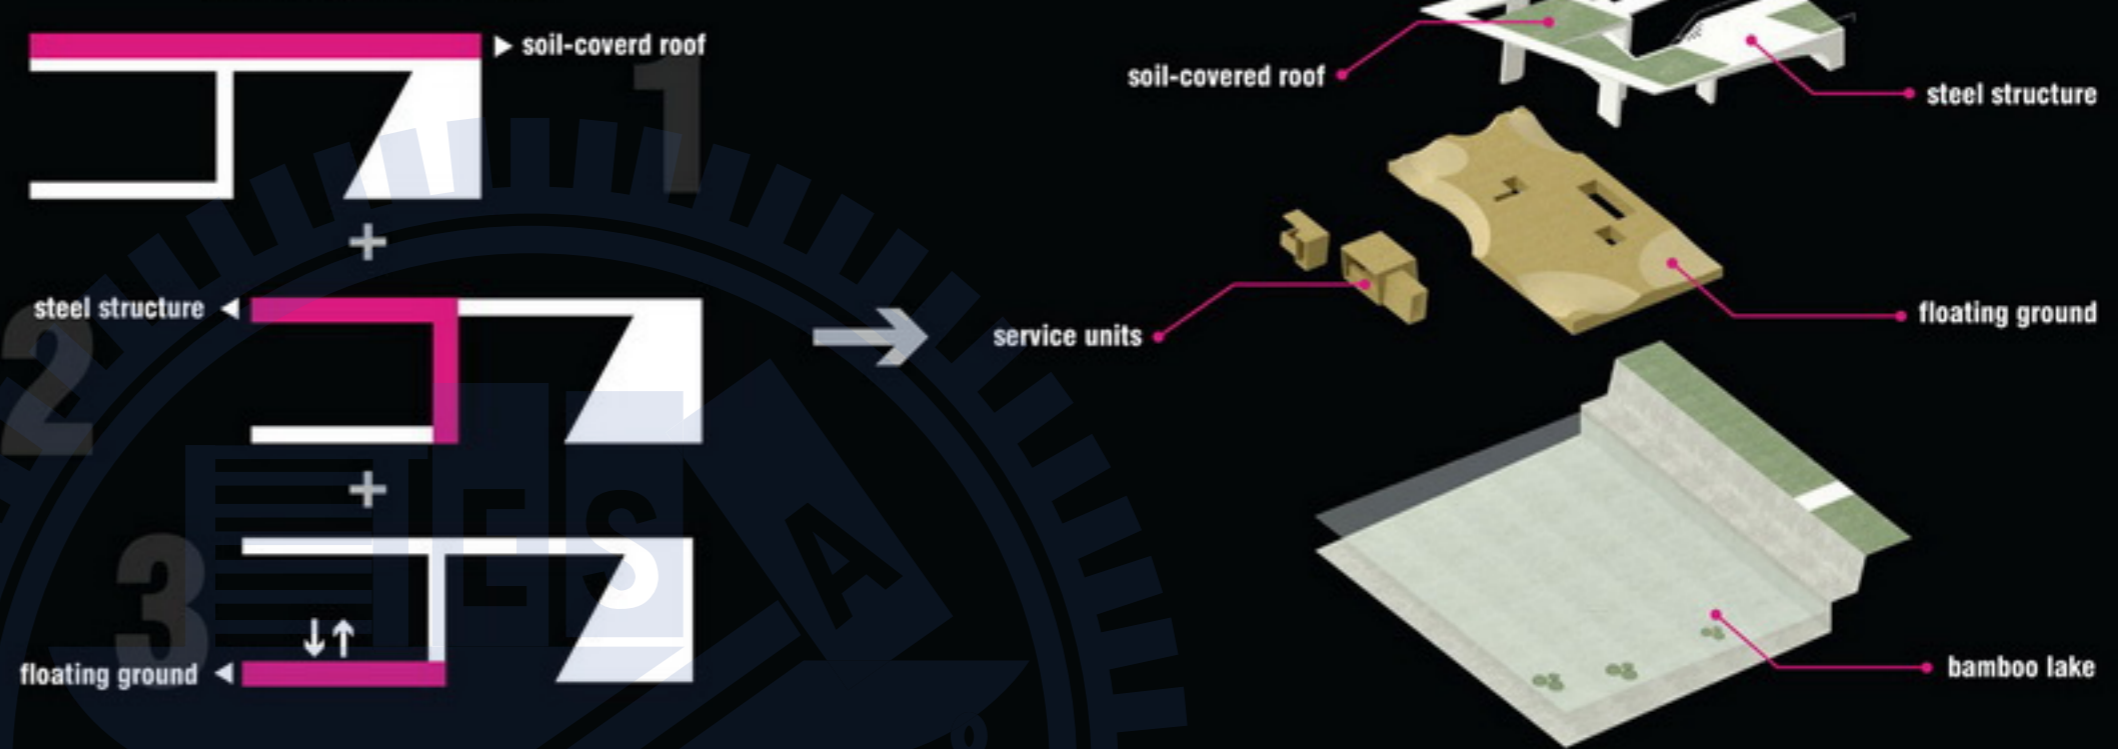 1
soil-coverd roof
+
2
steel structure
+
3
floating ground
soil-covered roof
steel structure
service units
floating ground
bamboo lake
E S A